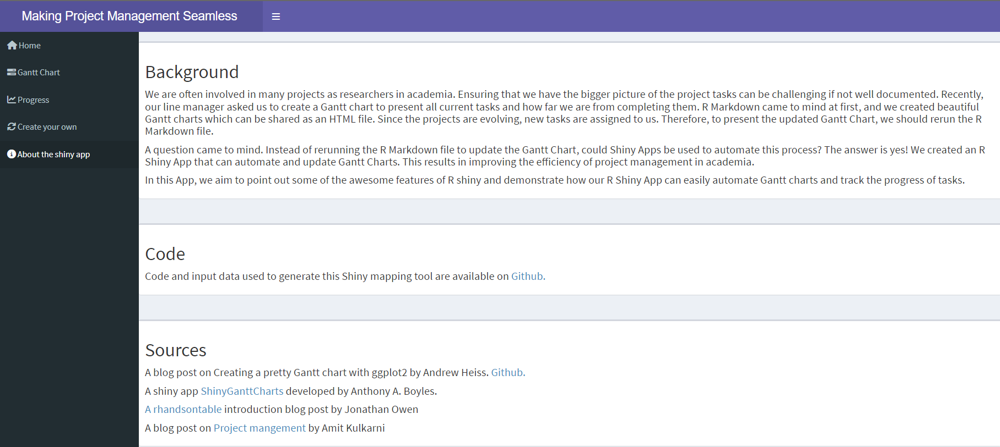 Making Project Management Seamless
Home
Gantt Chart
Progress
Create your own
About the shiny app
Background
We are often involved in many projects as researchers in academia. Ensuring that we have the bigger picture of the project tasks can be challenging if not well documented. Recently,
our line manager asked us to create a Gantt chart to present all current tasks and how far we are from completing them. R Markdown came to mind at first, and we created beautiful
Gantt charts which can be shared as an HTML file. Since the projects are evolving, new tasks are assigned to us. Therefore, to present the updated Gantt Chart, we should rerun the R
Markdown file.
A question came to mind. Instead of rerunning the R Markdown file to update the Gantt Chart, could Shiny Apps be used to automate this process? The answer is yes! We created an R
Shiny App that can automate and update Gantt Charts. This results in improving the efficiency of project management in academia.
In this App, we aim to point out some of the awesome features of R shiny and demonstrate how our R Shiny App can easily automate Gantt charts and track the progress of tasks.
Code
Code and input data used to generate this Shiny mapping tool are available on Github.
Sources
A blog post on Creating a pretty Gantt chart with ggplot2 by Andrew Heiss. Github.
A shiny app ShinyGanttCharts developed by Anthony A. Boyles.
A rhandsontable introduction blog post by Jonathan Owen
A blog post on Project mangement by Amit Kulkarni